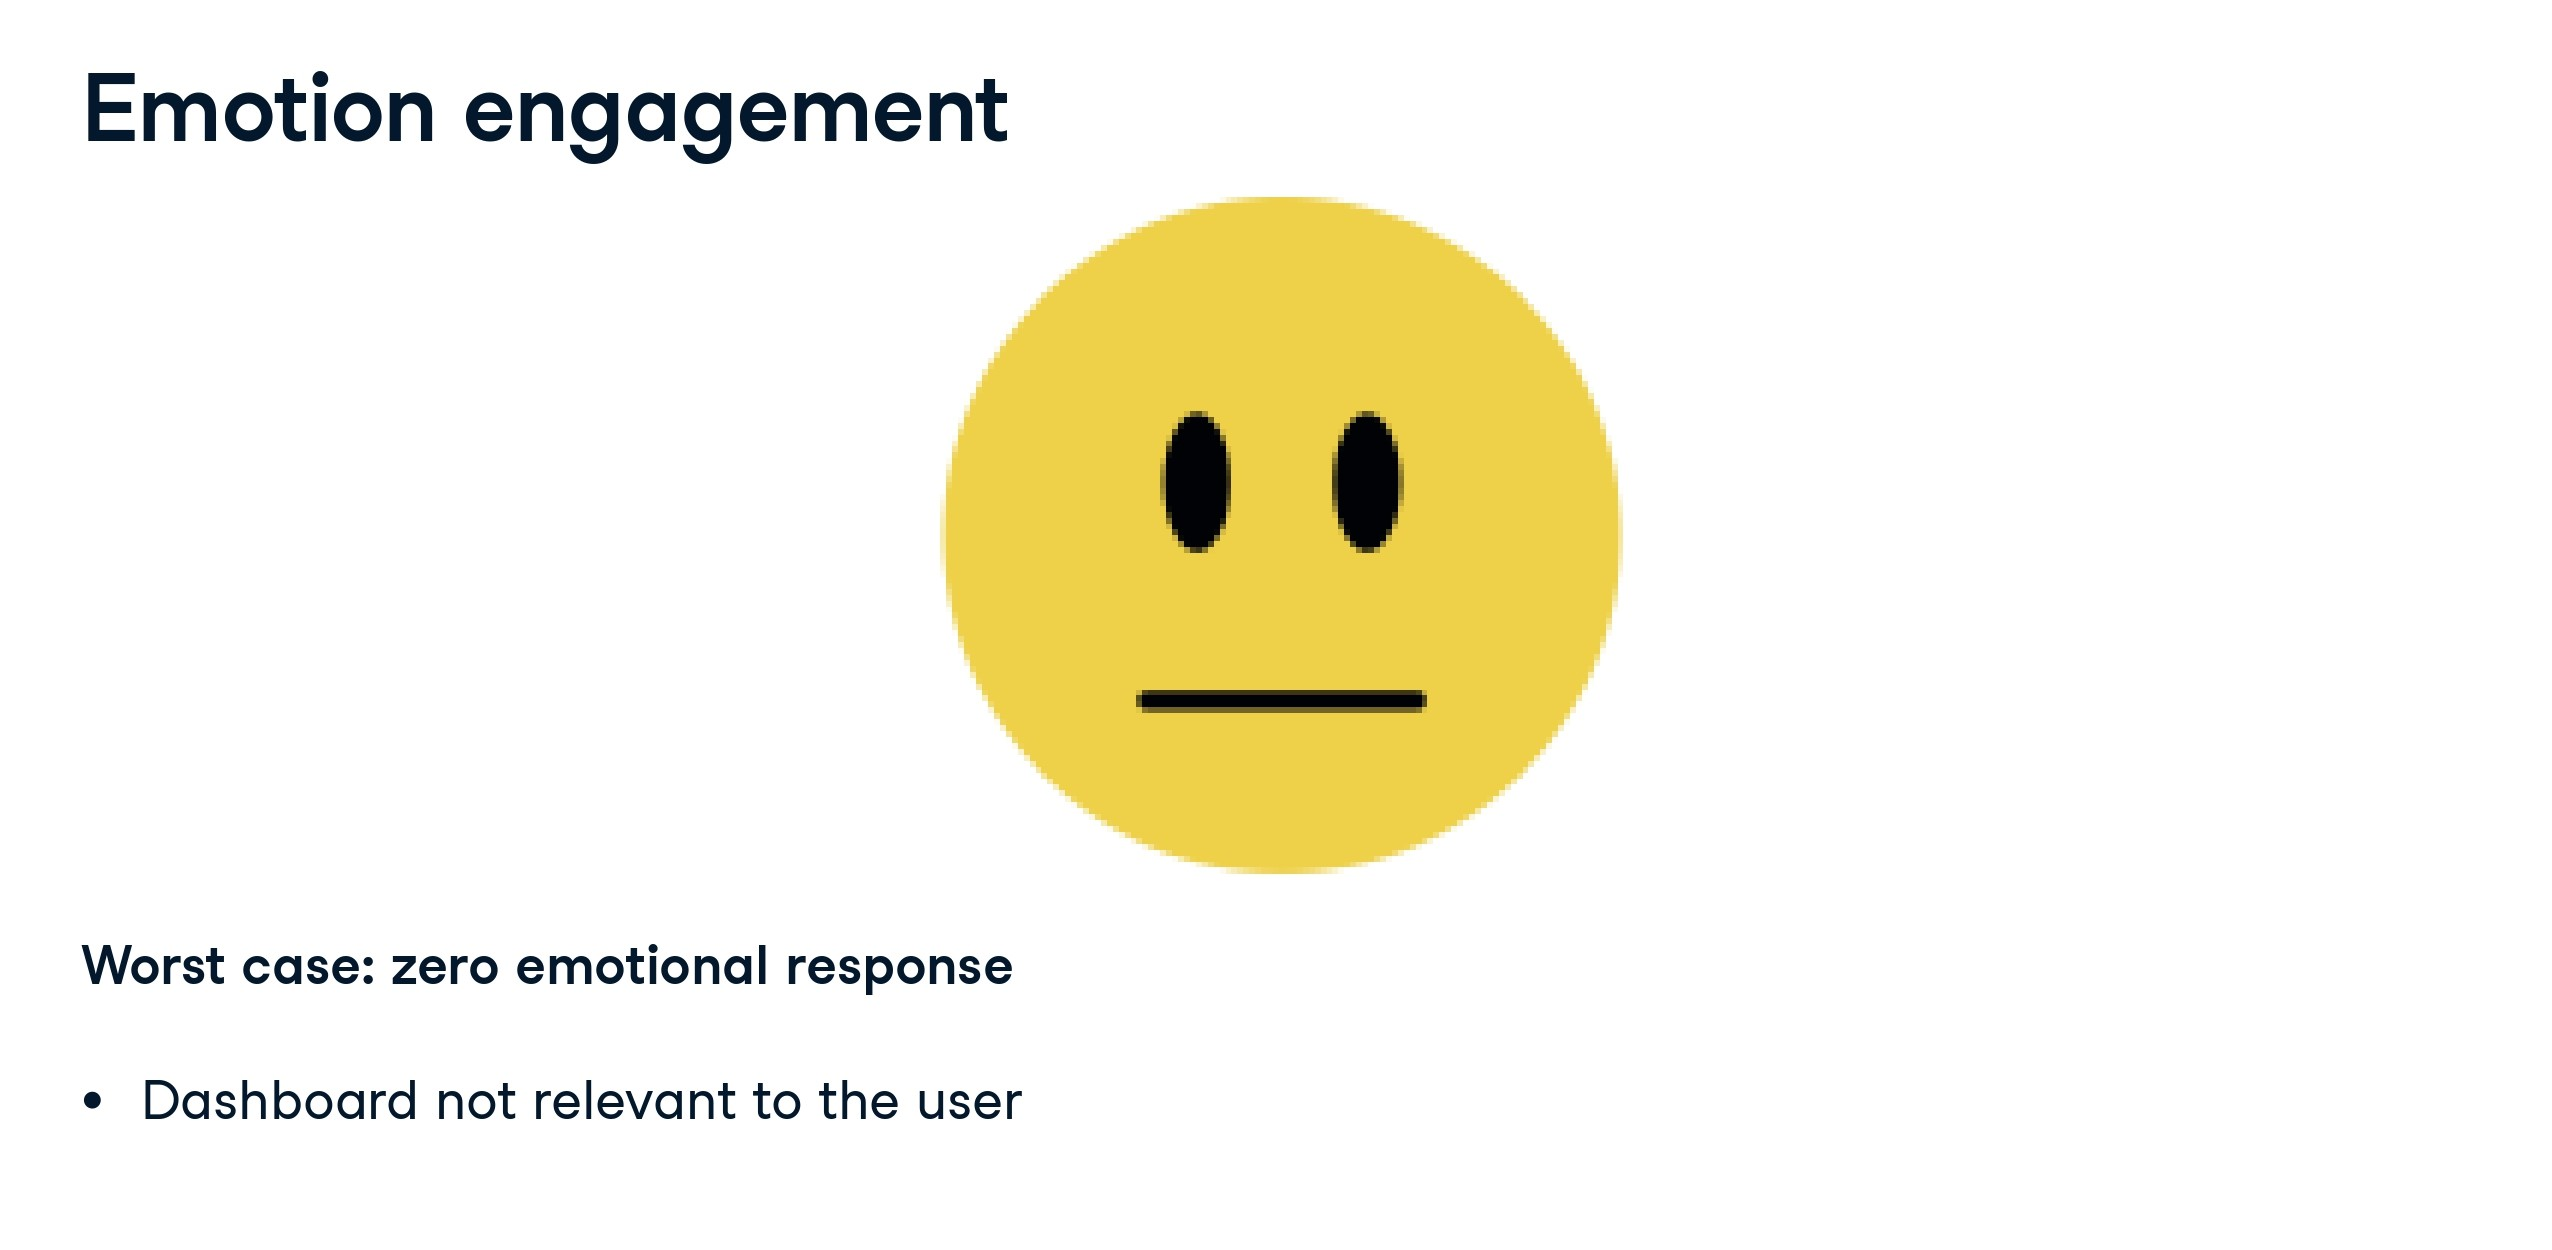 Emotion engagement
Worst case: zero emotional response
• Dashboard not relevant to the user